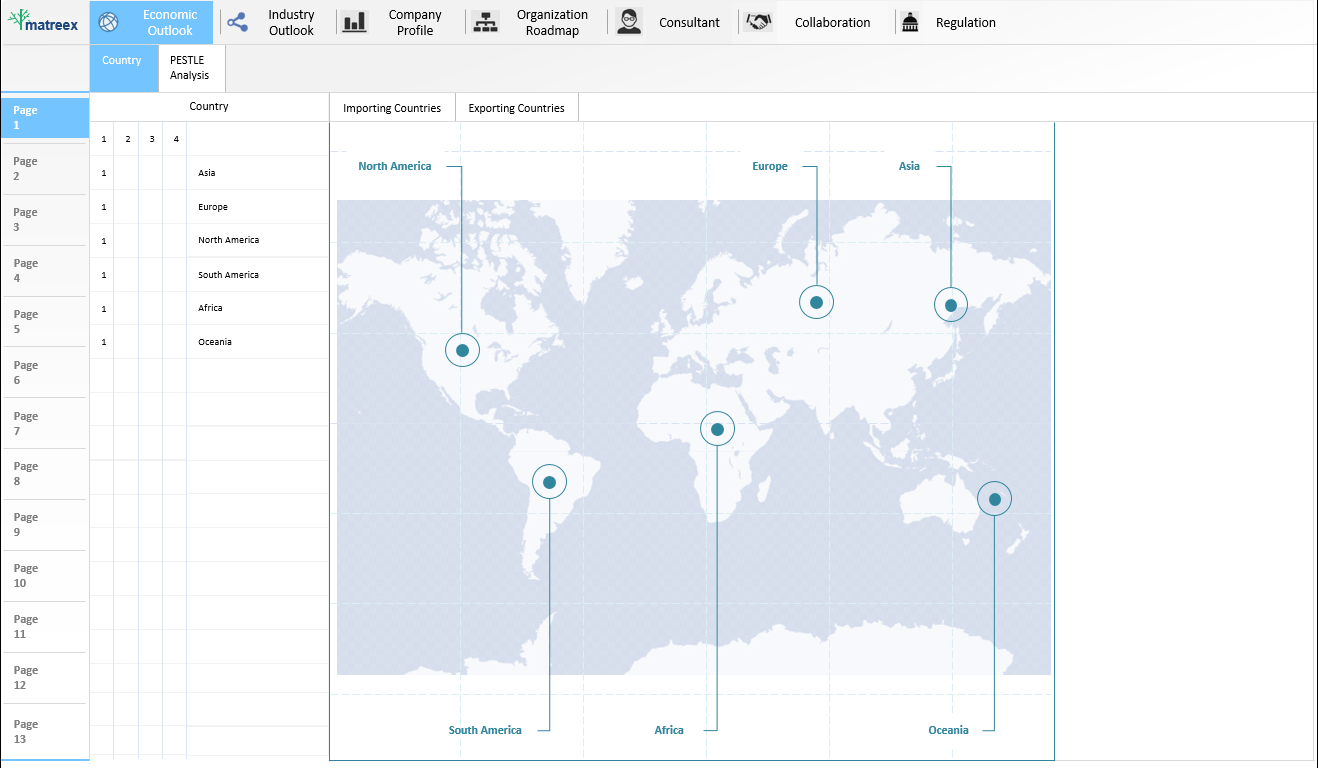 matreex
Economic
Outlook
Industry
Outlook
Company
Profile
Organization
Roadmap
Consultant
Collaboration
Regulation
Country
PESTLE
Analysis
Page
1
Page
2
Page
3
Page
4
Page
5
Page
6
Page
7
Page
8
Page
9
Page
10
Page
11
Page
12
Page
13
Country
1 2 3 4
1 Asia
1 Europe
1 North America
1 South America
1 Africa
1 Oceania
Importing Countries Exporting Countries
North America Europe Asia
South America Africa Oceania